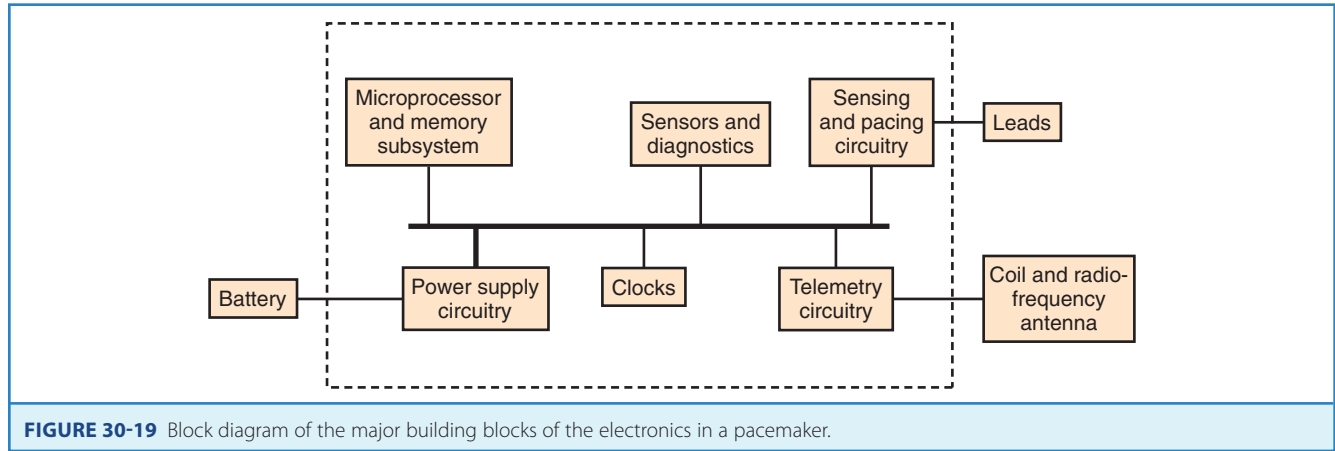 Microprocessor
and memory
subsystem
Sensors and
diagnostics
Sensing
and pacing
circuitry
Leads
Battery
Power supply
circuitry
Clocks
Telemetry
circuitry
Coil and radio-
frequency
antenna
FIGURE 30-19 Block diagram of the major building blocks of the electronics in a pacemaker.